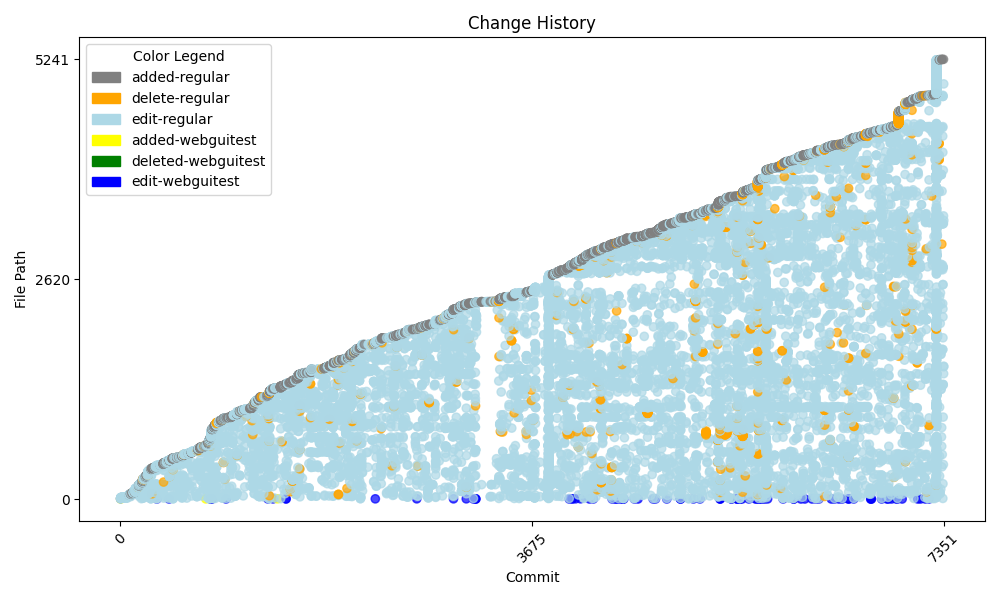 Change History
Color Legend
added-regular
delete-regular
edit-regular
added-webguitest
deleted-webguitest
edit-webguitest
5241
2620
0
File Path
0
3675
7351
Commit